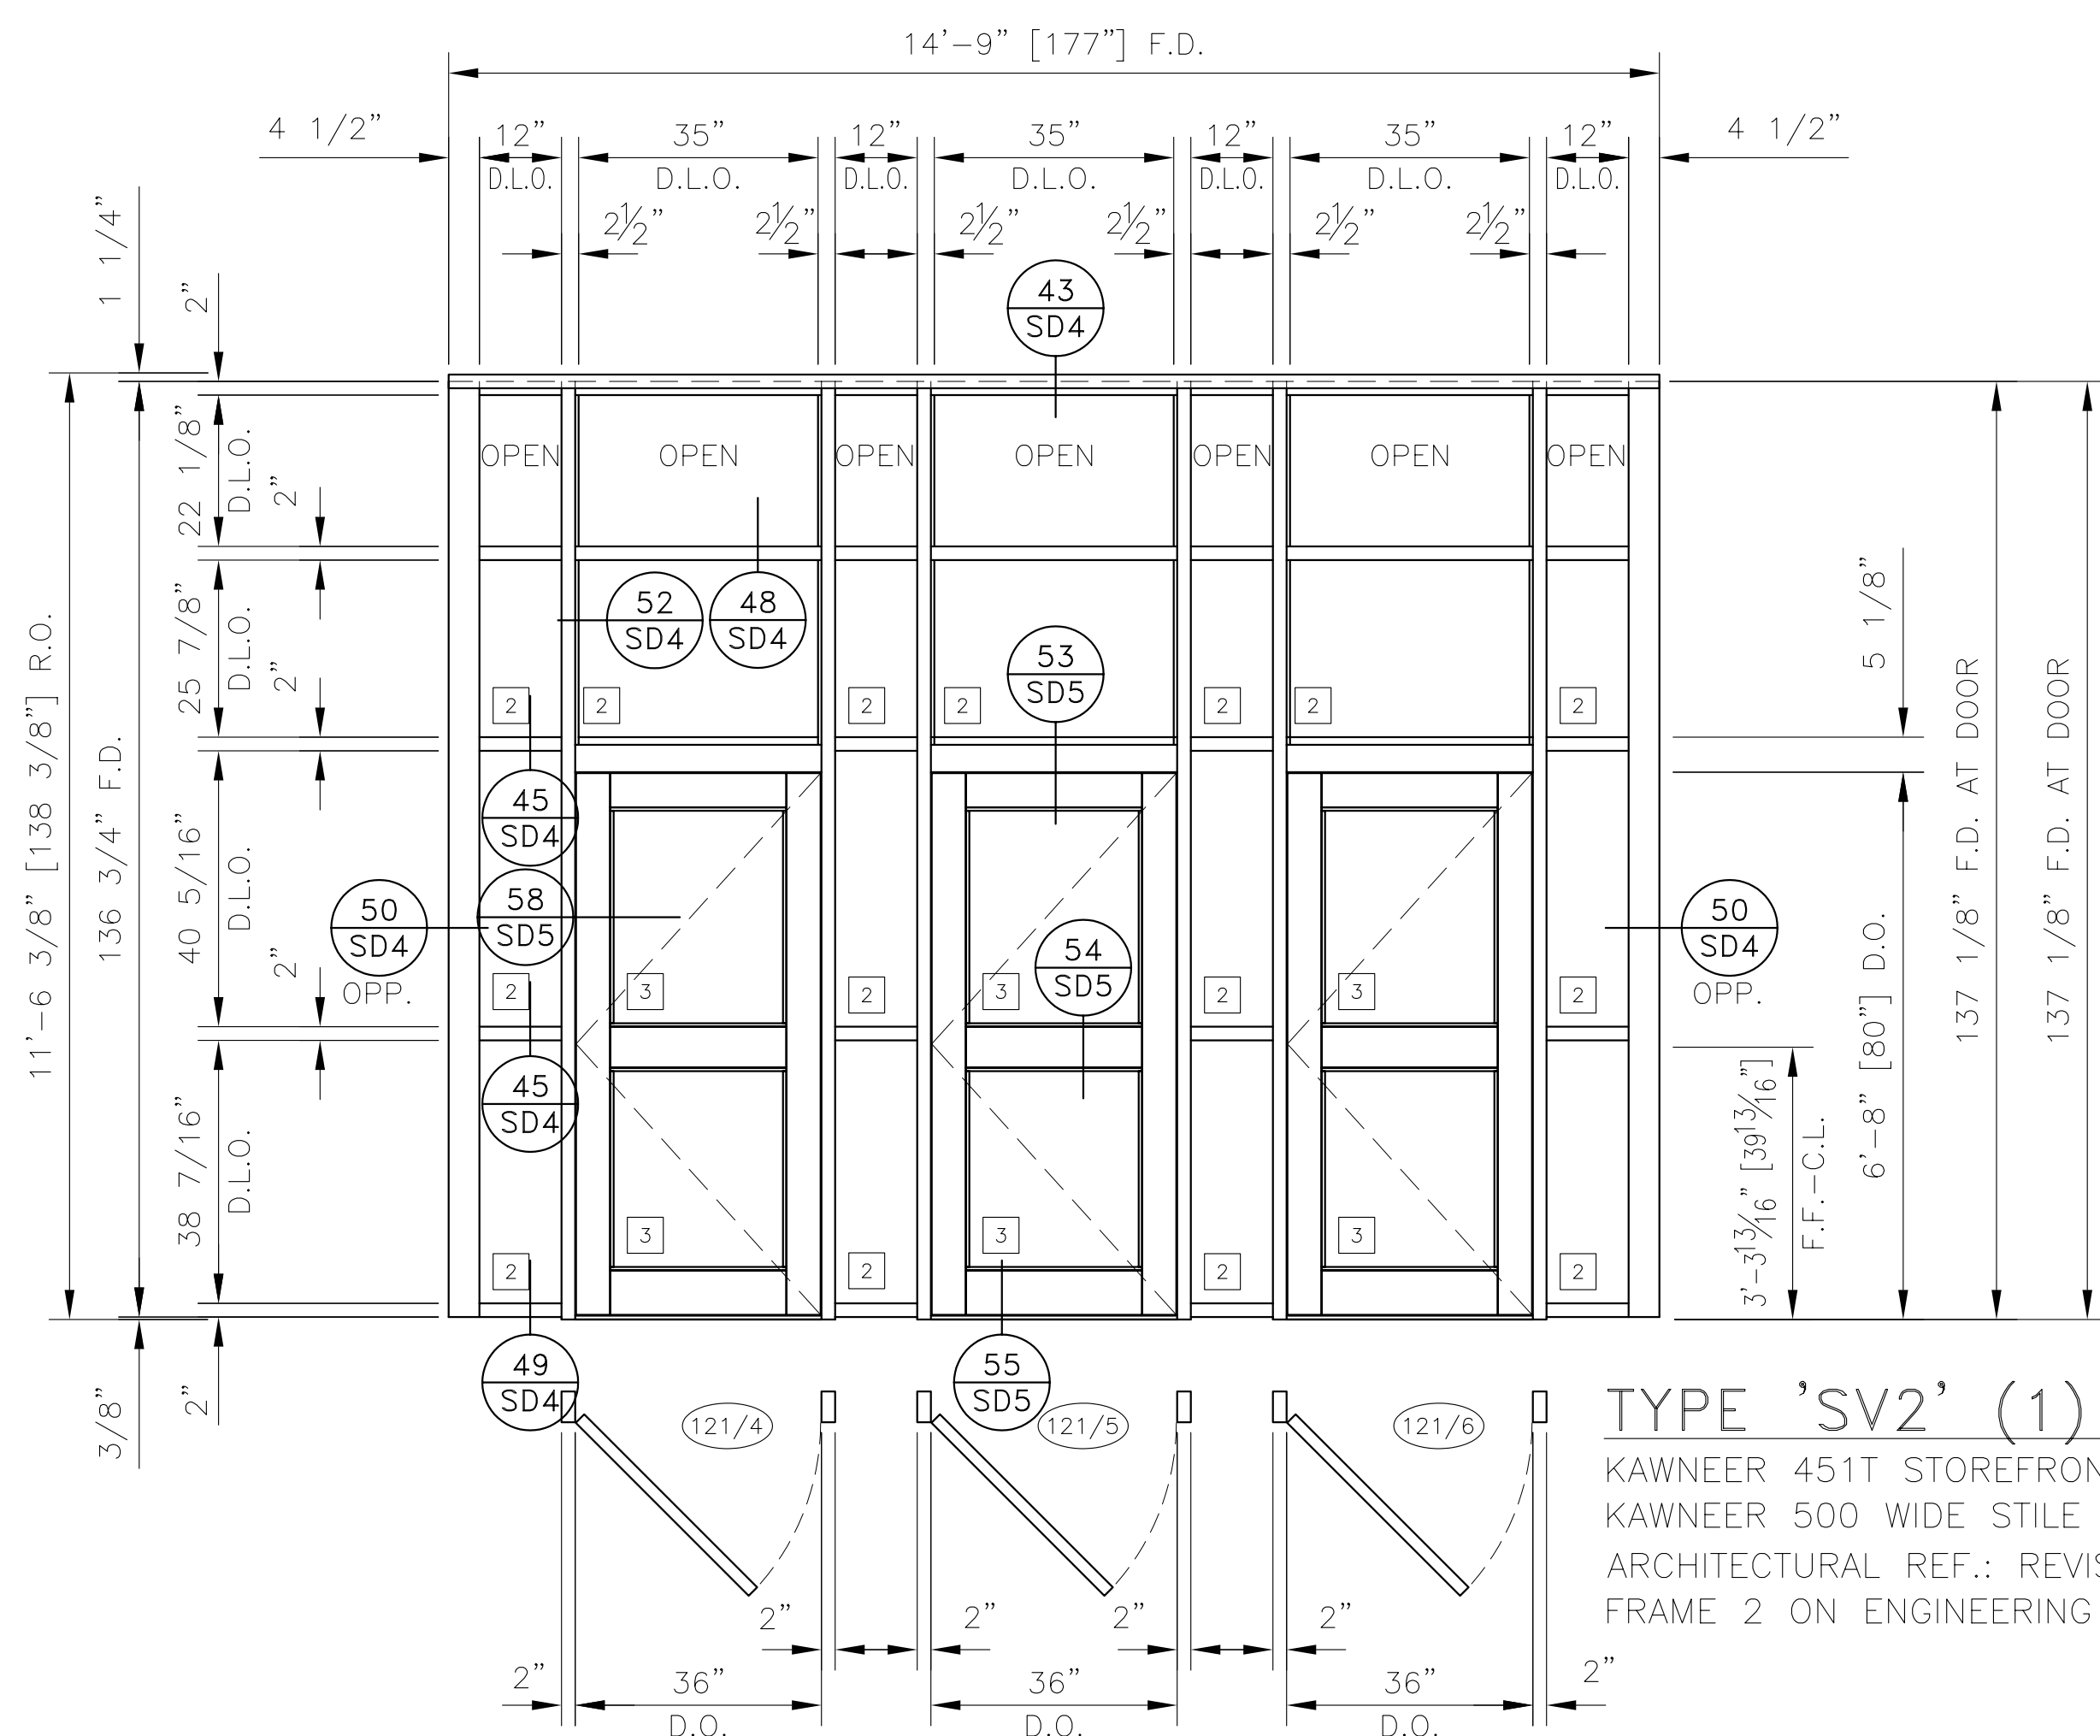 14'-9" [177"] F.D.
4 1/2" 12" 35" 12" 35" 12" 35" 12" 4 1/2"
D.L.O. D.L.O. D.L.O. D.L.O. D.L.O. D.L.O. D.L.O.
2½" 2½" 2½" 2½" 2½" 2½"
1 1/4"
2"
43
SD4
OPEN OPEN OPEN OPEN OPEN OPEN OPEN
22 1/8"
D.L.O.
2"
52
SD4
48
SD4
25 7/8"
D.L.O.
2"
53
SD5
5 1/8"
2 2 2 2 2 2 2
11'-6 3/8" [138 3/8"] R.O.
136 3/4" F.D.
137 1/8" F.D. AT DOOR
137 1/8" F.D. AT DOOR
45
SD4
40 5/16"
D.L.O.
2"
50
SD4
OPP.
58
SD5
54
SD5
50
SD4
OPP.
6'-8" [80"] D.O.
2 3 2 3 2 3 2
45
SD4
38 7/16"
D.L.O.
3'-3 13/16" [39 13/16"]
F.F.-C.L.
3 3 3
2 2 2 2
49
SD4
55
SD5
3/8"
2"
121/4 121/5 121/6
TYPE 'SV2' (1)
KAWNEER 451T STOREFRON
KAWNEER 500 WIDE STILE
ARCHITECTURAL REF.: REVIS
FRAME 2 ON ENGINEERING
2" 2" 2" 2"
2" 36" 36" 36" 2"
D.O. D.O. D.O.